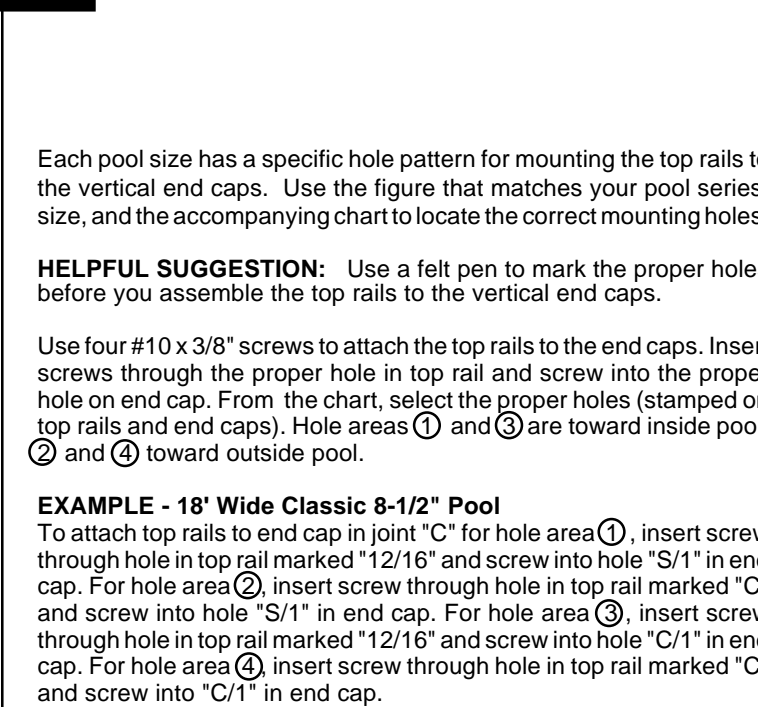 Each pool size has a specific hole pattern for mounting the top rails t
the vertical end caps. Use the figure that matches your pool series
size, and the accompanying chart to locate the correct mounting holes
HELPFUL SUGGESTION: Use a felt pen to mark the proper hole
before you assemble the top rails to the vertical end caps.
Use four #10 x 3/8" screws to attach the top rails to the end caps. Inser
screws through the proper hole in top rail and screw into the prope
hole on end cap. From the chart, select the proper holes (stamped o
top rails and end caps). Hole areas ① and ③ are toward inside poo
② and ④ toward outside pool.
EXAMPLE - 18' Wide Classic 8-1/2" Pool
To attach top rails to end cap in joint "C" for hole area ①, insert screw
through hole in top rail marked "12/16" and screw into hole "S/1" in en
cap. For hole area ②, insert screw through hole in top rail marked "C
and screw into hole "S/1" in end cap. For hole area ③, insert screw
through hole in top rail marked "12/16" and screw into hole "C/1" in en
cap. For hole area ④, insert screw through hole in top rail marked "C
and screw into "C/1" in end cap.